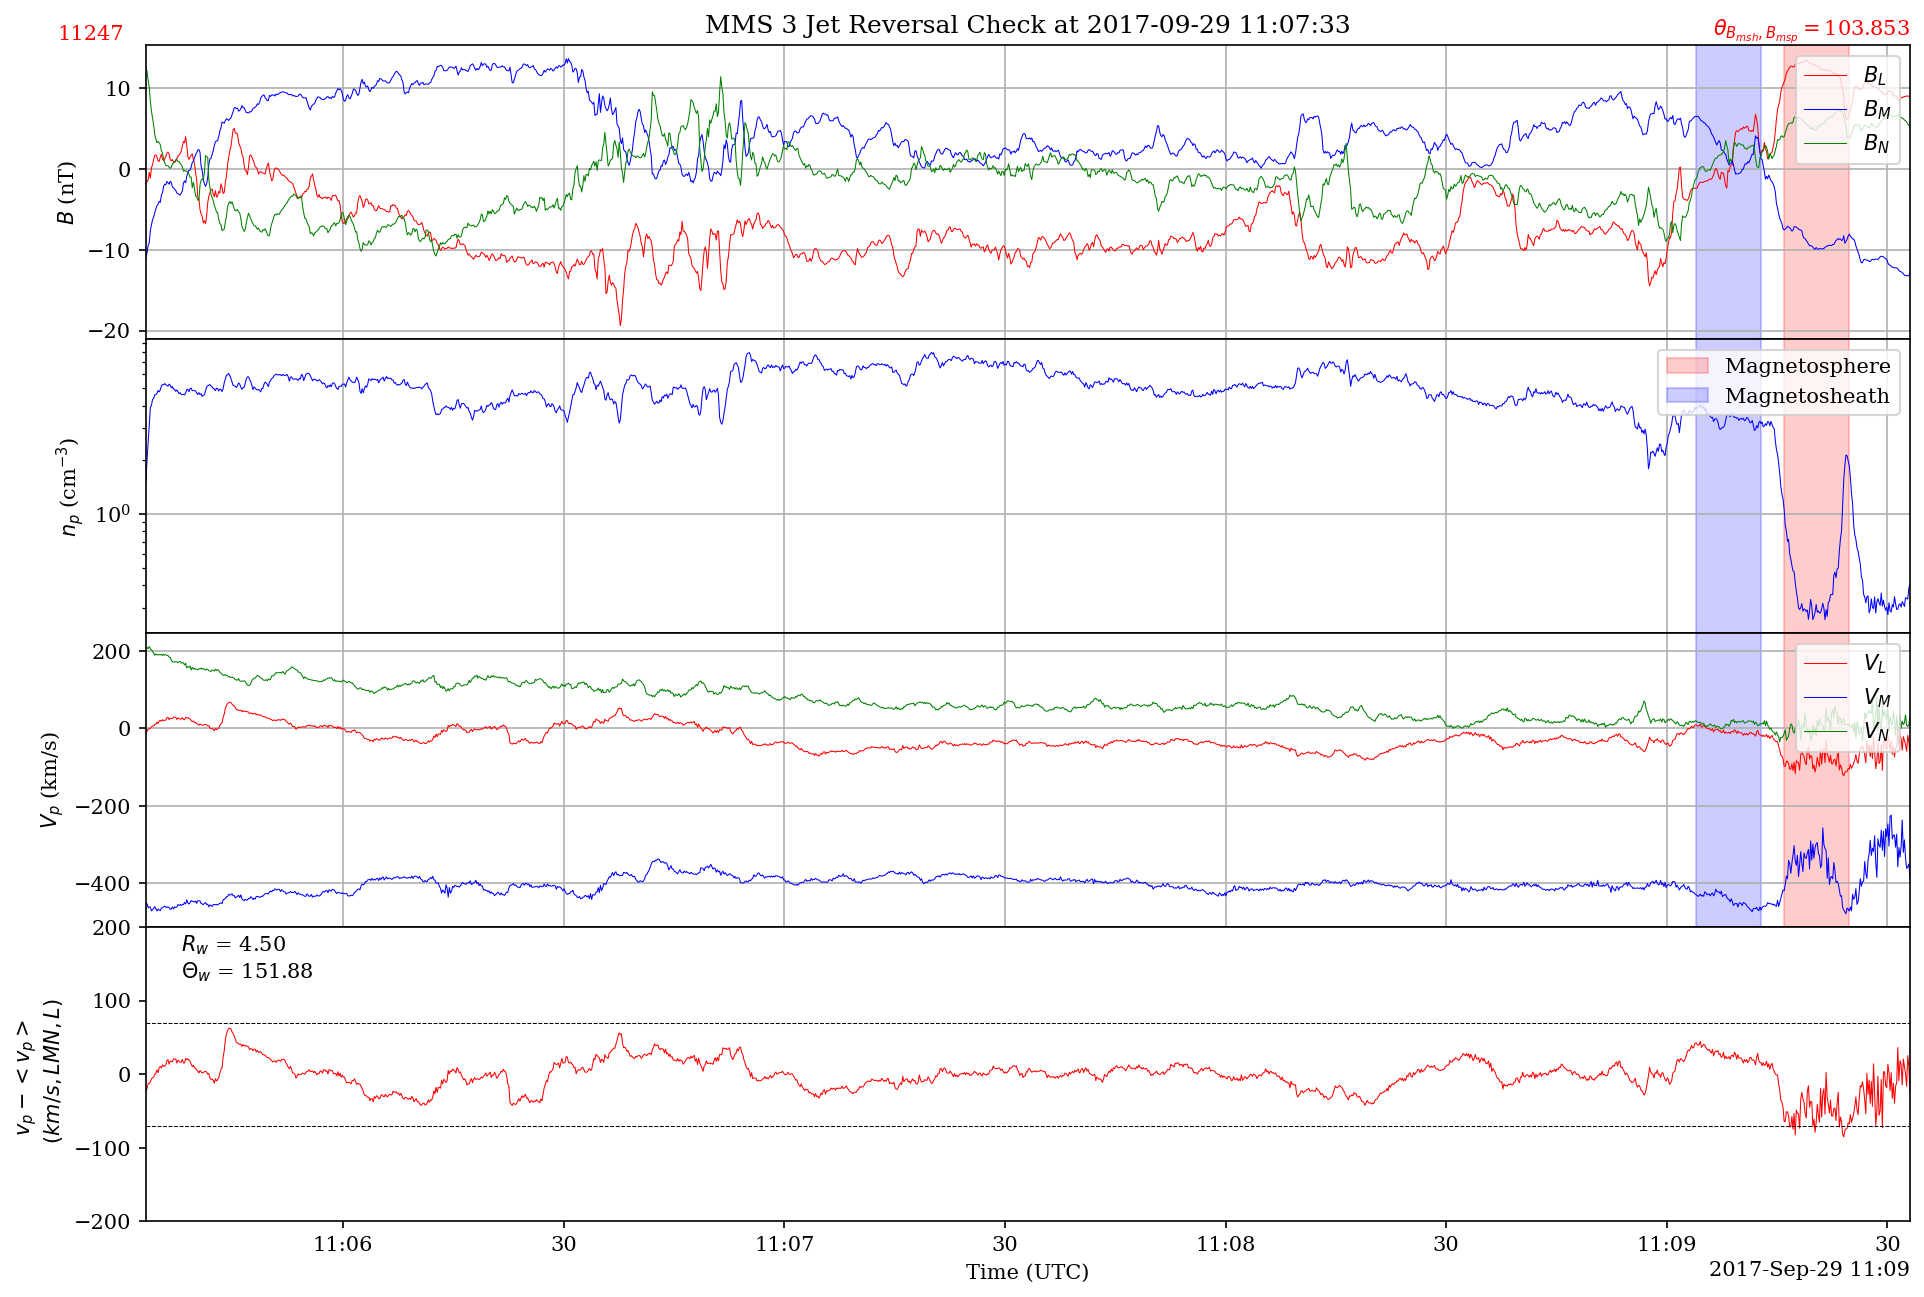 11247
MMS 3 Jet Reversal Check at 2017-09-29 11:07:33
θ_{B_{msh}, B_{msp}} = 103.853
B (nT)
10
0
−10
−20
B_L
B_M
B_N
n_p (cm⁻³)
10⁰
Magnetosphere
Magnetosheath
V_p (km/s)
200
0
−200
−400
V_L
V_M
V_N
v_p − < v_p >
(km/s, LMN, L)
200
100
0
−100
−200
R_w = 4.50
Θ_w = 151.88
11:06
30
11:07
30
11:08
30
11:09
30
Time (UTC)
2017-Sep-29 11:09